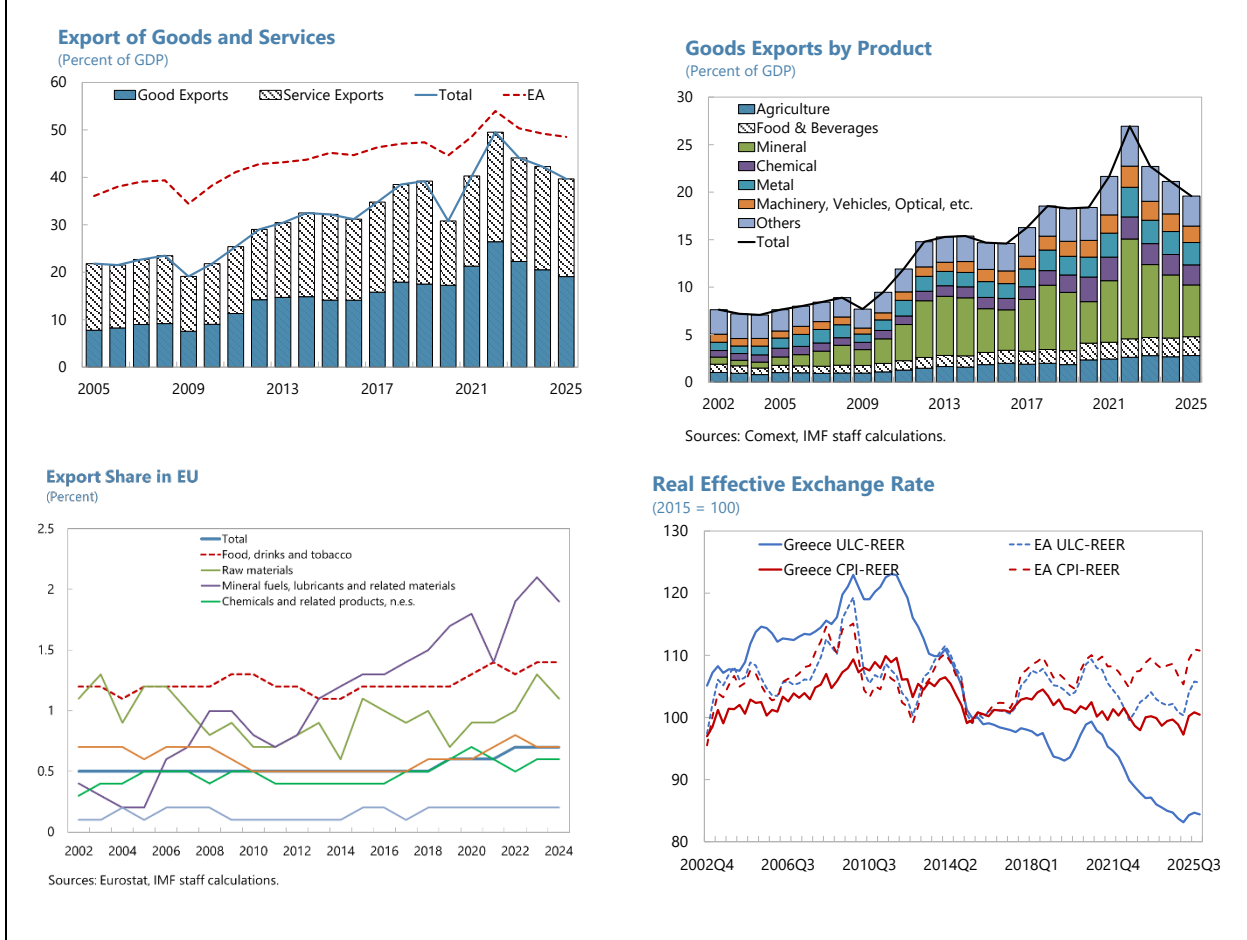 Export of Goods and Services
(Percent of GDP)
60
50
40
30
20
10
0
Good Exports
Service Exports
Total
EA
2005
2009
2013
2017
2021
2025
Goods Exports by Product
(Percent of GDP)
30
25
20
15
10
5
0
Agriculture
Food & Beverages
Mineral
Chemical
Metal
Machinery, Vehicles, Optical, etc.
Others
Total
2002
2005
2009
2013
2017
2021
2025
Sources: Comext, IMF staff calculations.
Export Share in EU
(Percent)
2.5
2
1.5
1
0.5
0
Total
Food, drinks and tobacco
Raw materials
Mineral fuels, lubricants and related materials
Chemicals and related products, n.e.s.
2002
2004
2006
2008
2010
2012
2014
2016
2018
2020
2022
2024
Sources: Eurostat, IMF staff calculations.
Real Effective Exchange Rate
(2015 = 100)
130
120
110
100
90
80
Greece ULC-REER
EA ULC-REER
Greece CPI-REER
EA CPI-REER
2002Q4
2006Q3
2010Q3
2014Q2
2018Q1
2021Q4
2025Q3